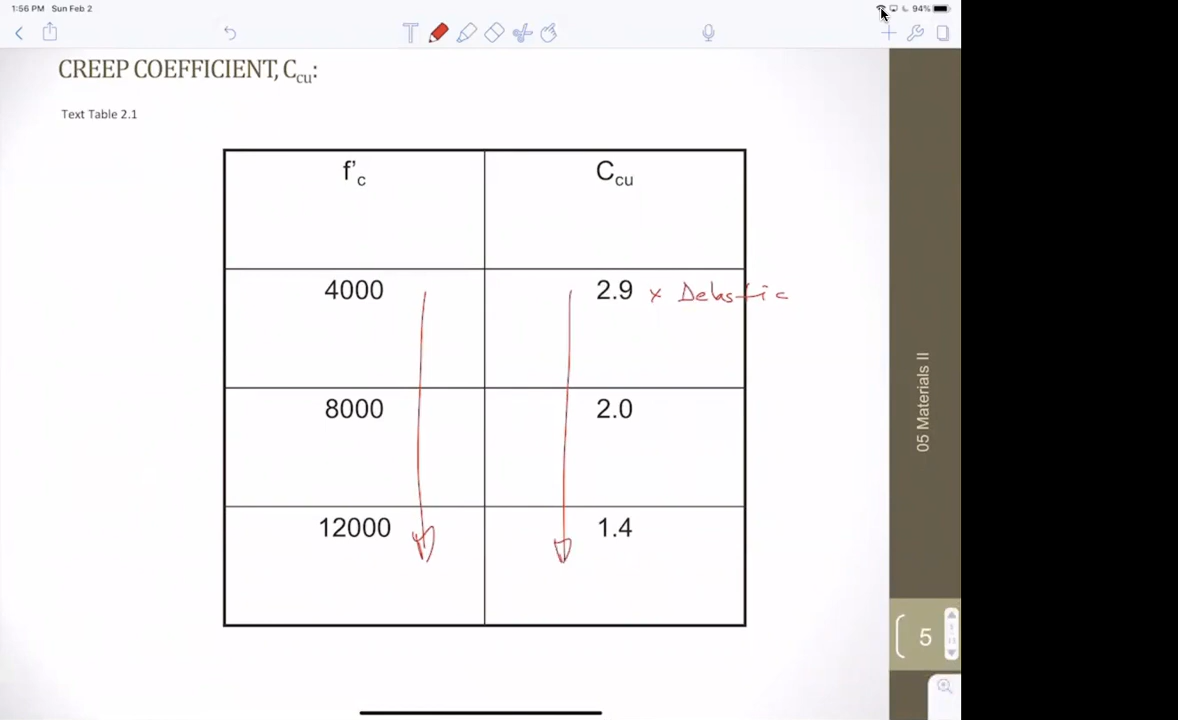 1:56 PM Sun Feb 2
94%
CREEP COEFFICIENT, Ccu:
Text Table 2.1
f'c Ccu
4000 2.9 x Delastic
8000 2.0
12000 1.4
05 Materials II
5